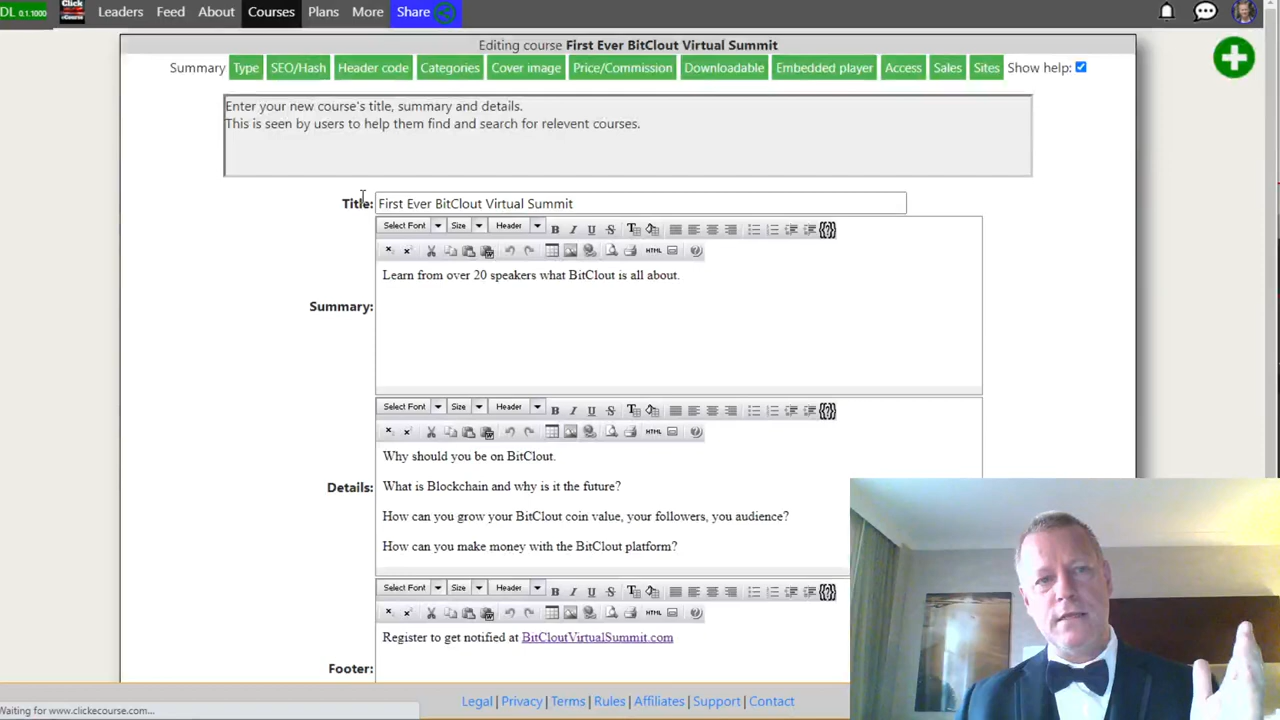 DL 0.1.1000 Click eCourse Leaders Feed About Courses Plans More Share
Editing course First Ever BitClout Virtual Summit
Summary Type SEO/Hash Header code Categories Cover image Price/Commission Downloadable Embedded player Access Sales Sites Show help:
Enter your new course's title, summary and details.
This is seen by users to help them find and search for relevent courses.
Title: First Ever BitClout Virtual Summit
Select Font Size Header B I U S
HTML
Learn from over 20 speakers what BitClout is all about.
Summary:
Select Font Size Header B I U S
HTML
Why should you be on BitClout.
What is Blockchain and why is it the future?
Details:
How can you grow your BitClout coin value, your followers, you audience?
How can you make money with the BitClout platform?
Select Font Size Header B I U S
HTML
Register to get notified at BitCloutVirtualSummit.com
Footer:
Legal | Privacy | Terms | Rules | Affiliates | Support | Contact
Waiting for www.clickecourse.com...